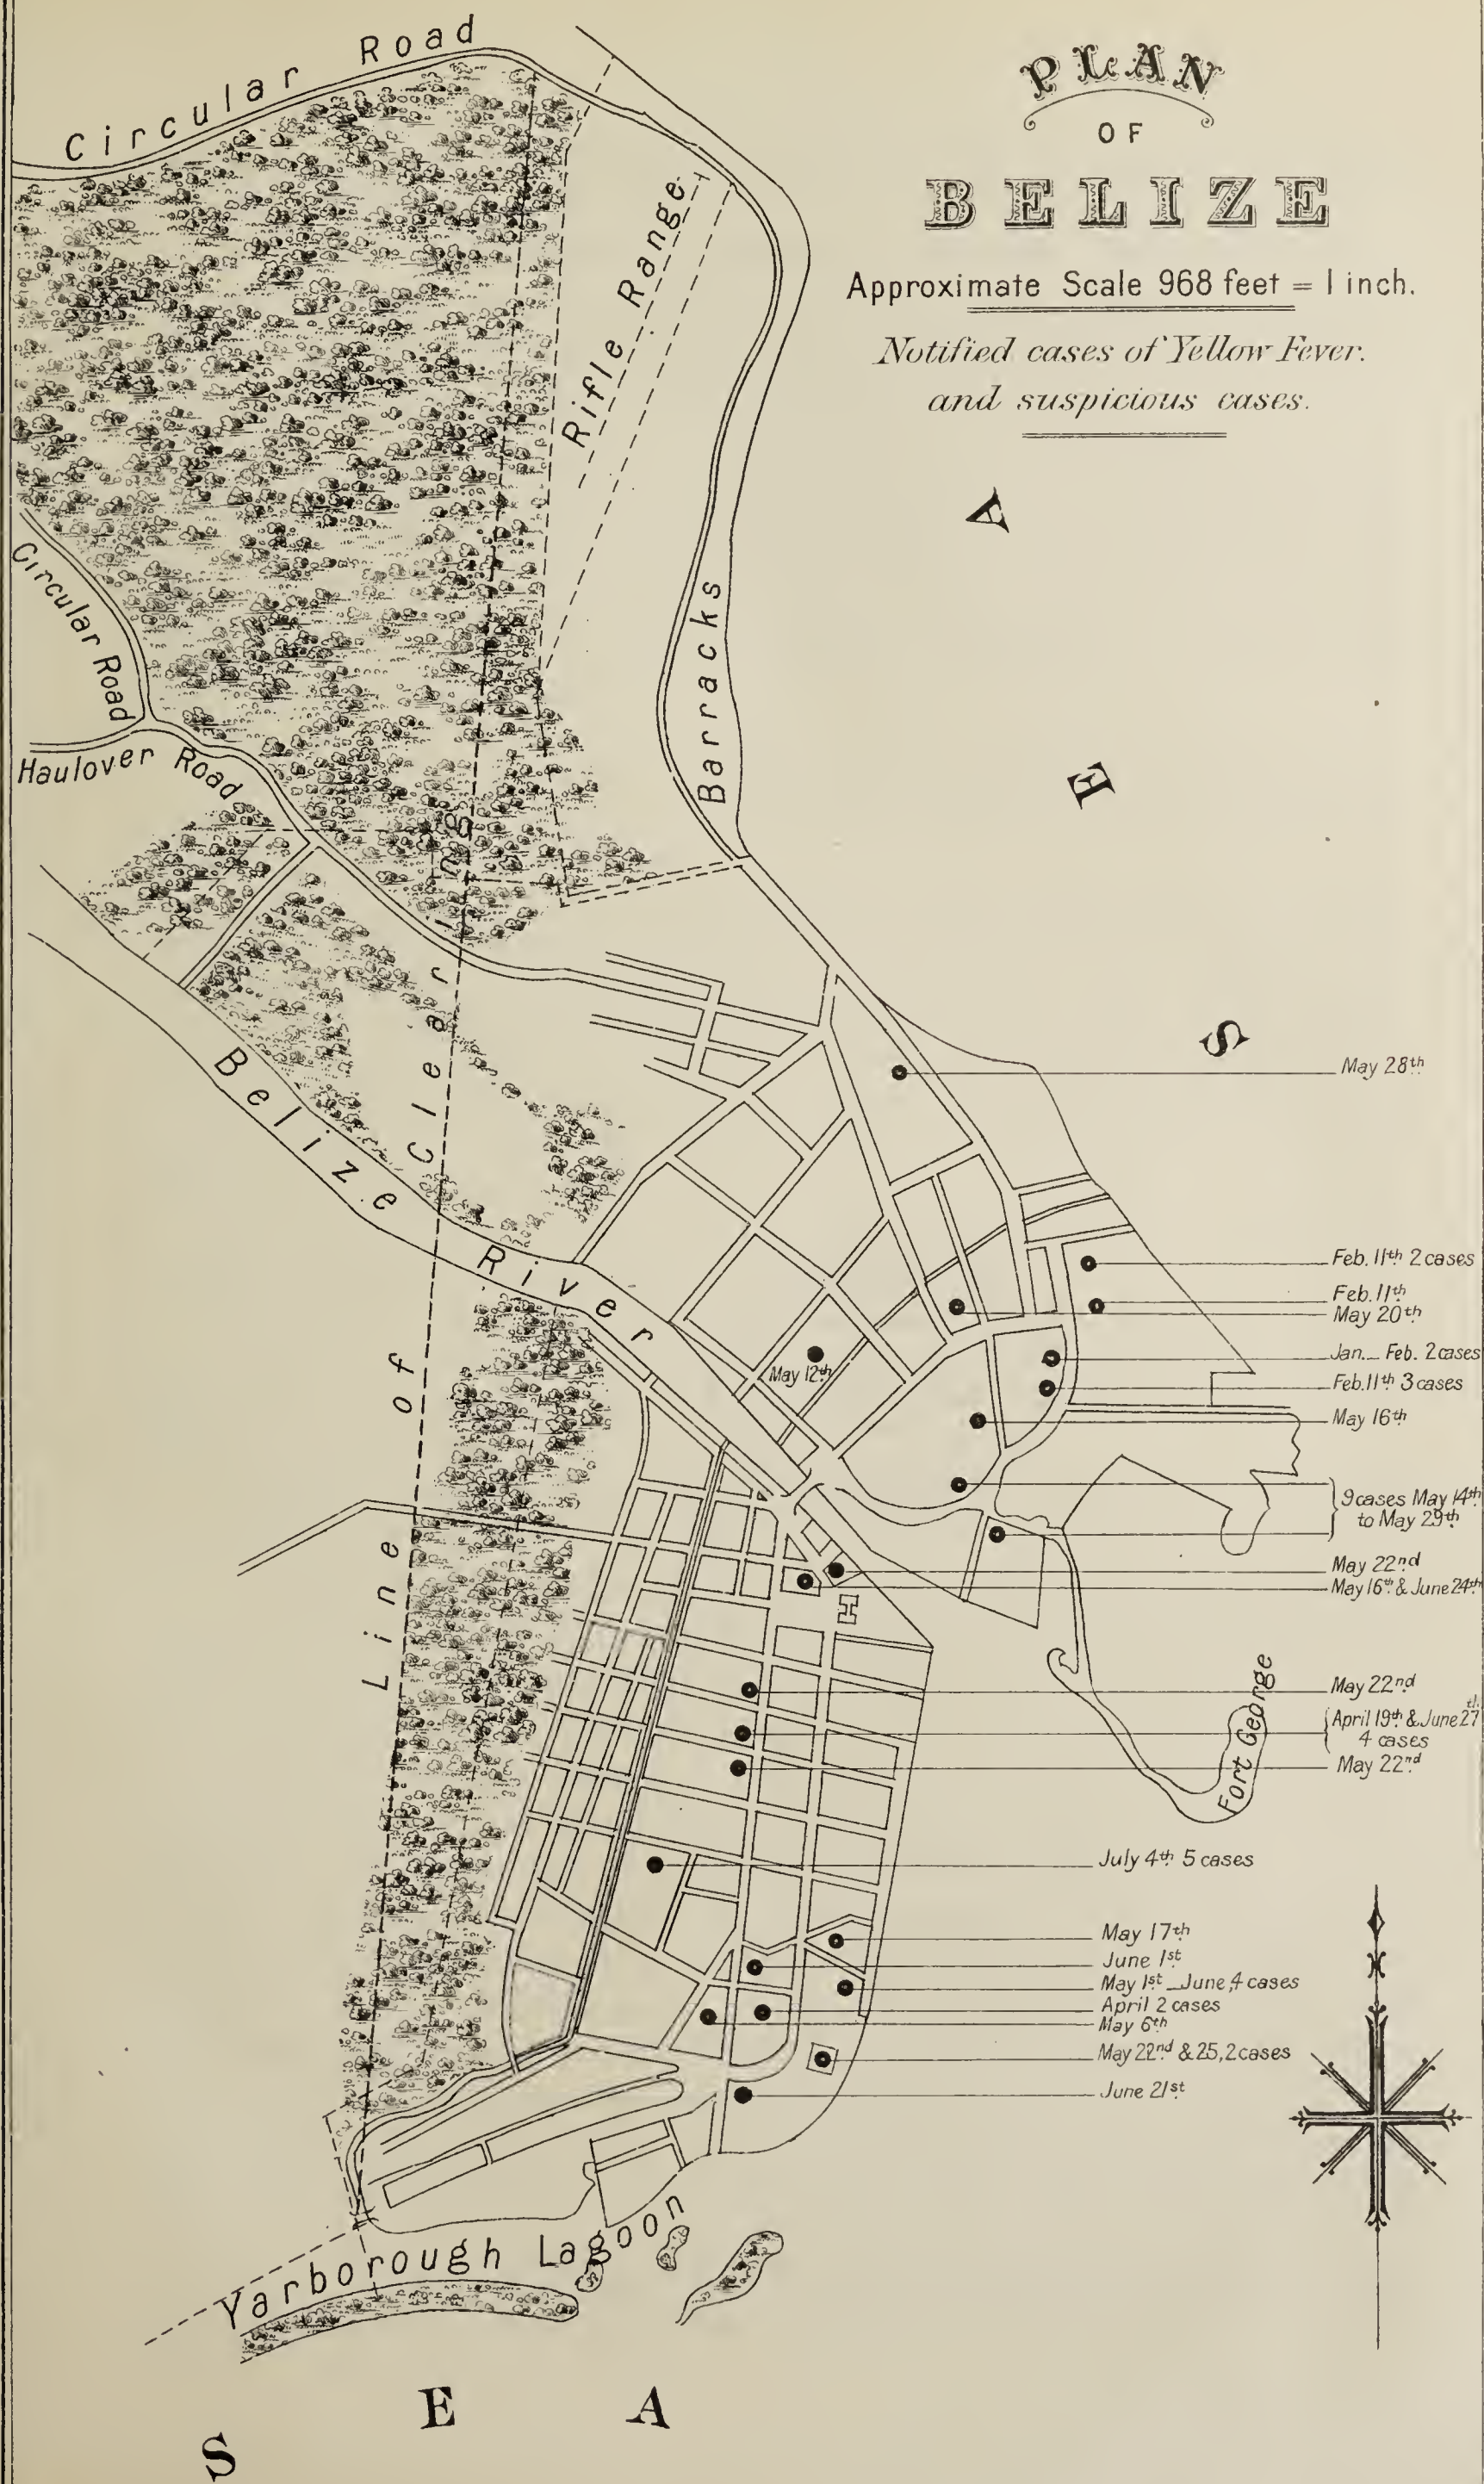 PLAN
OF
BELIZE
Approximate Scale 968 feet = 1 inch.
Notified cases of Yellow Fever.
and suspicious cases.
Circular Road
Rifle Range
Circular Road
Haulover Road
Barracks
SEA
Belize River
Line of Clearing
May 28th
Feb. 11th 2 cases
Feb. 11th
May 20th
May 12th
Jan._ Feb. 2 cases
Feb. 11th 3 cases
May 16th
9 cases May 14th
to May 29th
May 22nd
May 16th & June 24th
H
May 22nd
April 19th & June 27th
4 cases
May 22nd
Fort George
July 4th 5 cases
May 17th
June 1st
May 1st _ June, 4 cases
April 2 cases
May 6th
May 22nd & 25, 2 cases
June 21st
Yarborough Lagoon
SEA